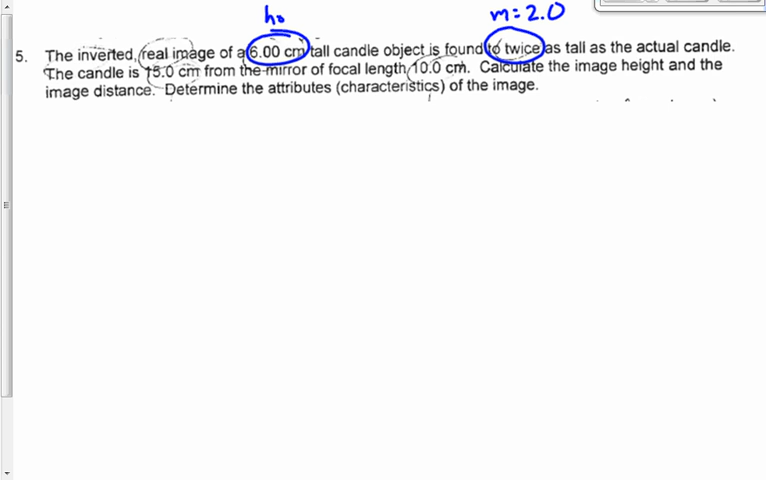 h₀ m=2.0
5. The inverted, real image of a 6.00 cm tall candle object is found to twice as tall as the actual candle.
The candle is 15.0 cm from the mirror of focal length 10.0 cm. Calculate the image height and the
image distance. Determine the attributes (characteristics) of the image.